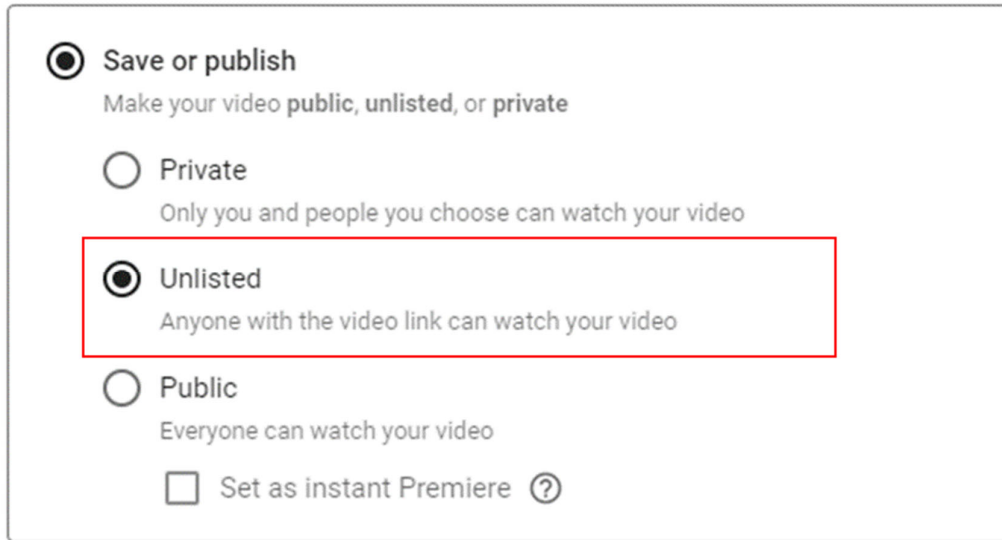 Save or publish
Make your video public, unlisted, or private
Private
Only you and people you choose can watch your video
Unlisted
Anyone with the video link can watch your video
Public
Everyone can watch your video
Set as instant Premiere ?